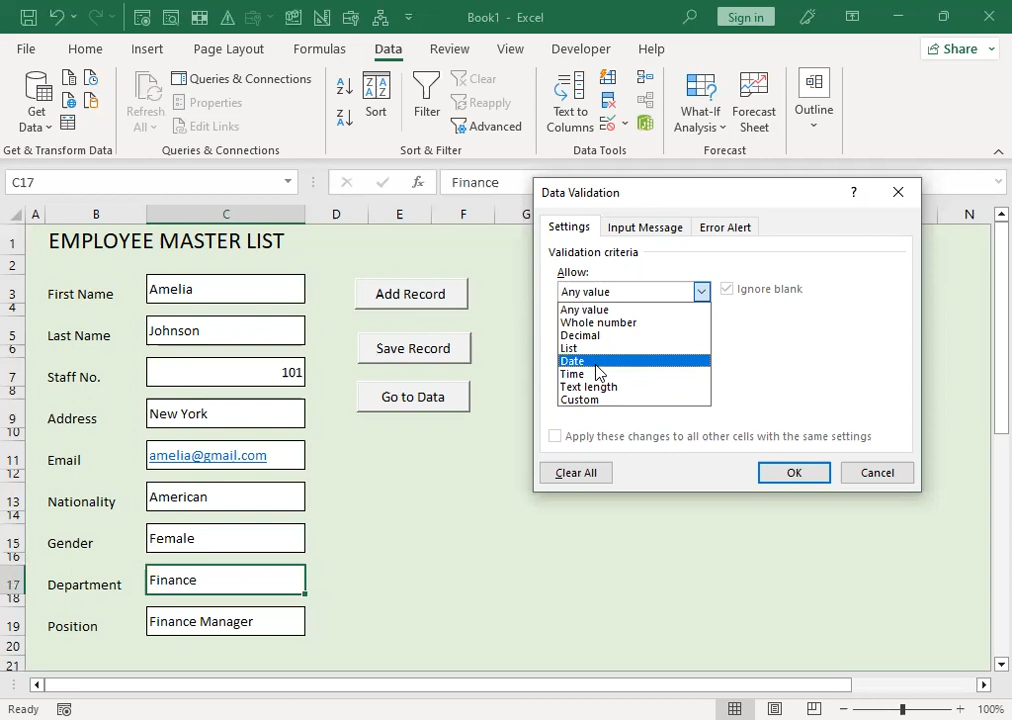 Book1 - Excel
Sign in
File Home Insert Page Layout Formulas Data Review View Developer Help Share
Get Data
Refresh All
Queries & Connections
Properties
Edit Links
Sort
Filter
Clear
Reapply
Advanced
Text to Columns
What-If Analysis
Forecast Sheet
Outline
Get & Transform Data Queries & Connections Sort & Filter Data Tools Forecast
C17 fx Finance
A B C D E F G N
1 EMPLOYEE MASTER LIST
2
3 First Name Amelia Add Record
4
5 Last Name Johnson Save Record
6
7 Staff No. 101 Go to Data
8
9 Address New York
10
11 Email amelia@gmail.com
12
13 Nationality American
14
15 Gender Female
16
17 Department Finance
18
19 Position Finance Manager
20
21
Data Validation ?
Settings Input Message Error Alert
Validation criteria
Allow:
Any value Ignore blank
Any value
Whole number
Decimal
List
Date
Time
Text length
Custom
Apply these changes to all other cells with the same settings
Clear All OK Cancel
Ready 100%